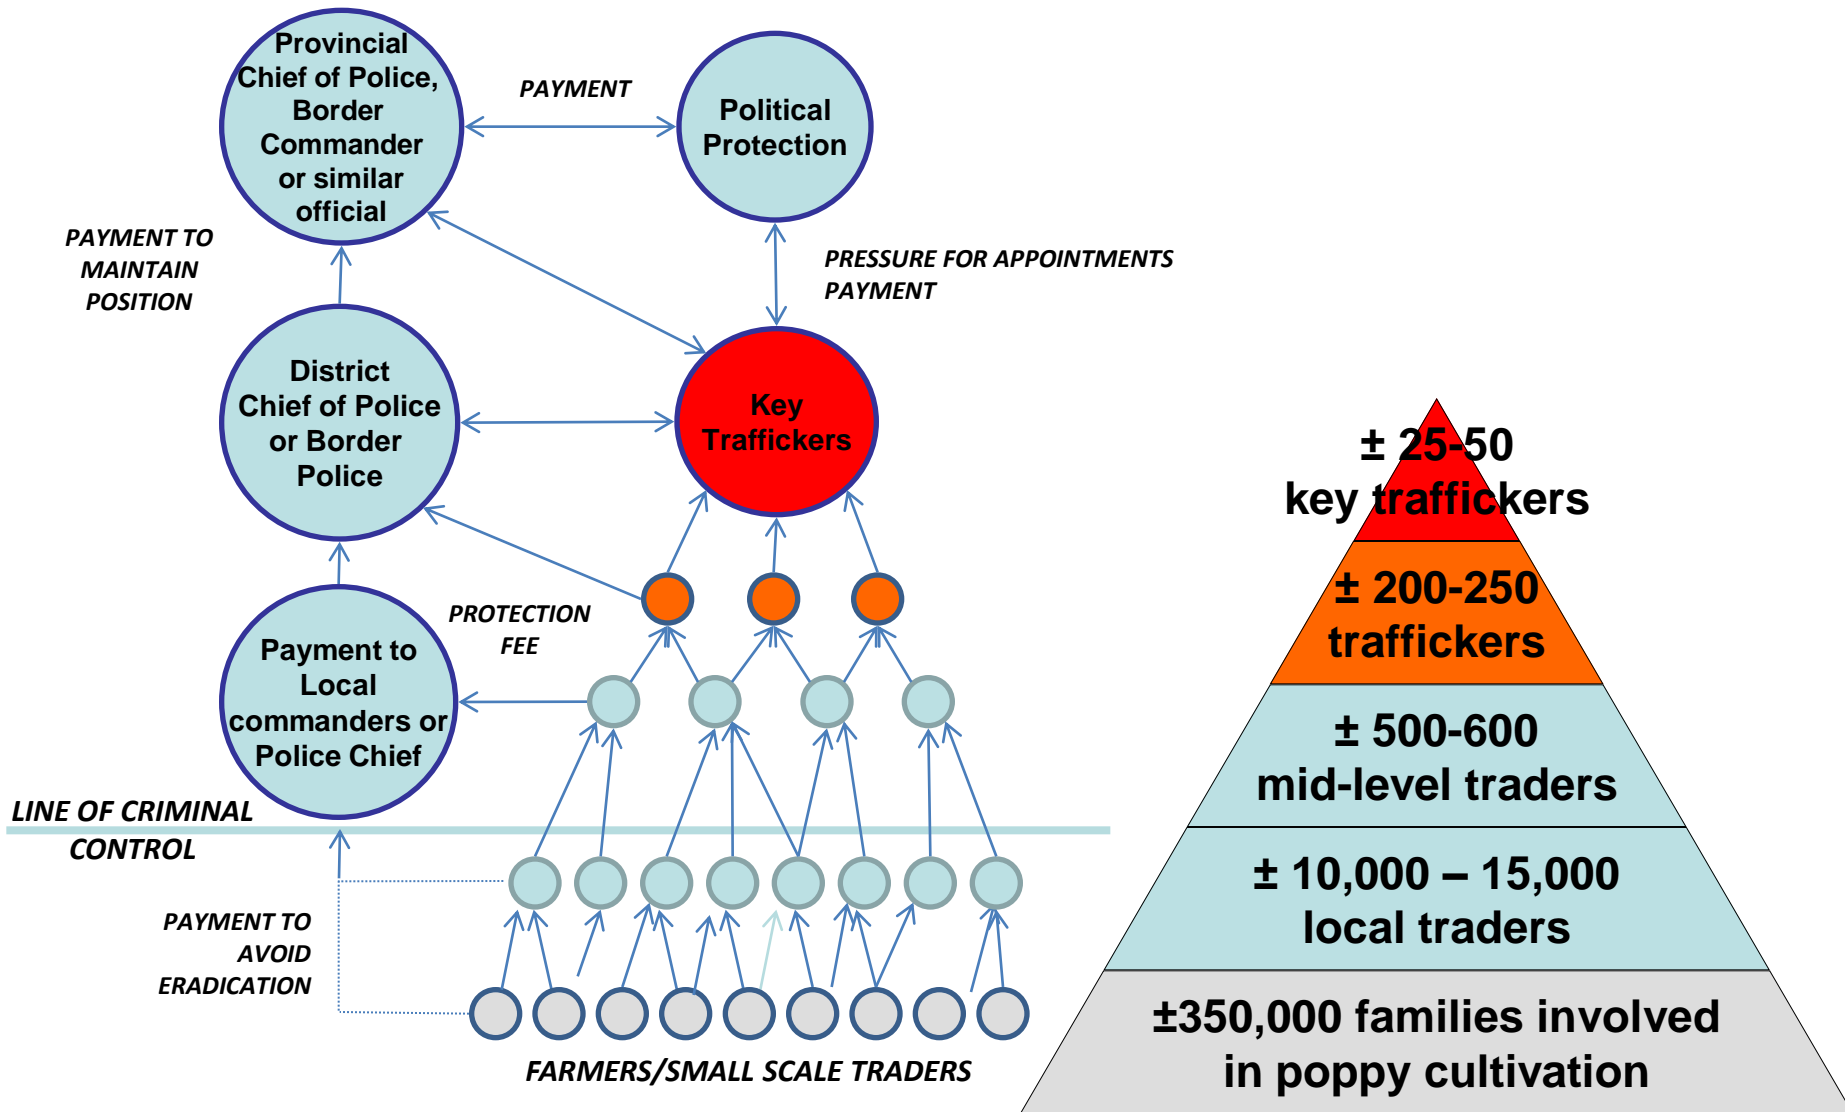 Provincial
Chief of Police,
Border
Commander
or similar
official
PAYMENT
Political
Protection
PAYMENT TO
MAINTAIN
POSITION
PRESSURE FOR APPOINTMENTS
PAYMENT
District
Chief of Police
or Border
Police
Key
Traffickers
PROTECTION
FEE
Payment to
Local
commanders or
Police Chief
LINE OF CRIMINAL
CONTROL
PAYMENT TO
AVOID
ERADICATION
FARMERS/SMALL SCALE TRADERS
± 25-50
key traffickers
± 200-250
traffickers
± 500-600
mid-level traders
± 10,000 – 15,000
local traders
±350,000 families involved
in poppy cultivation